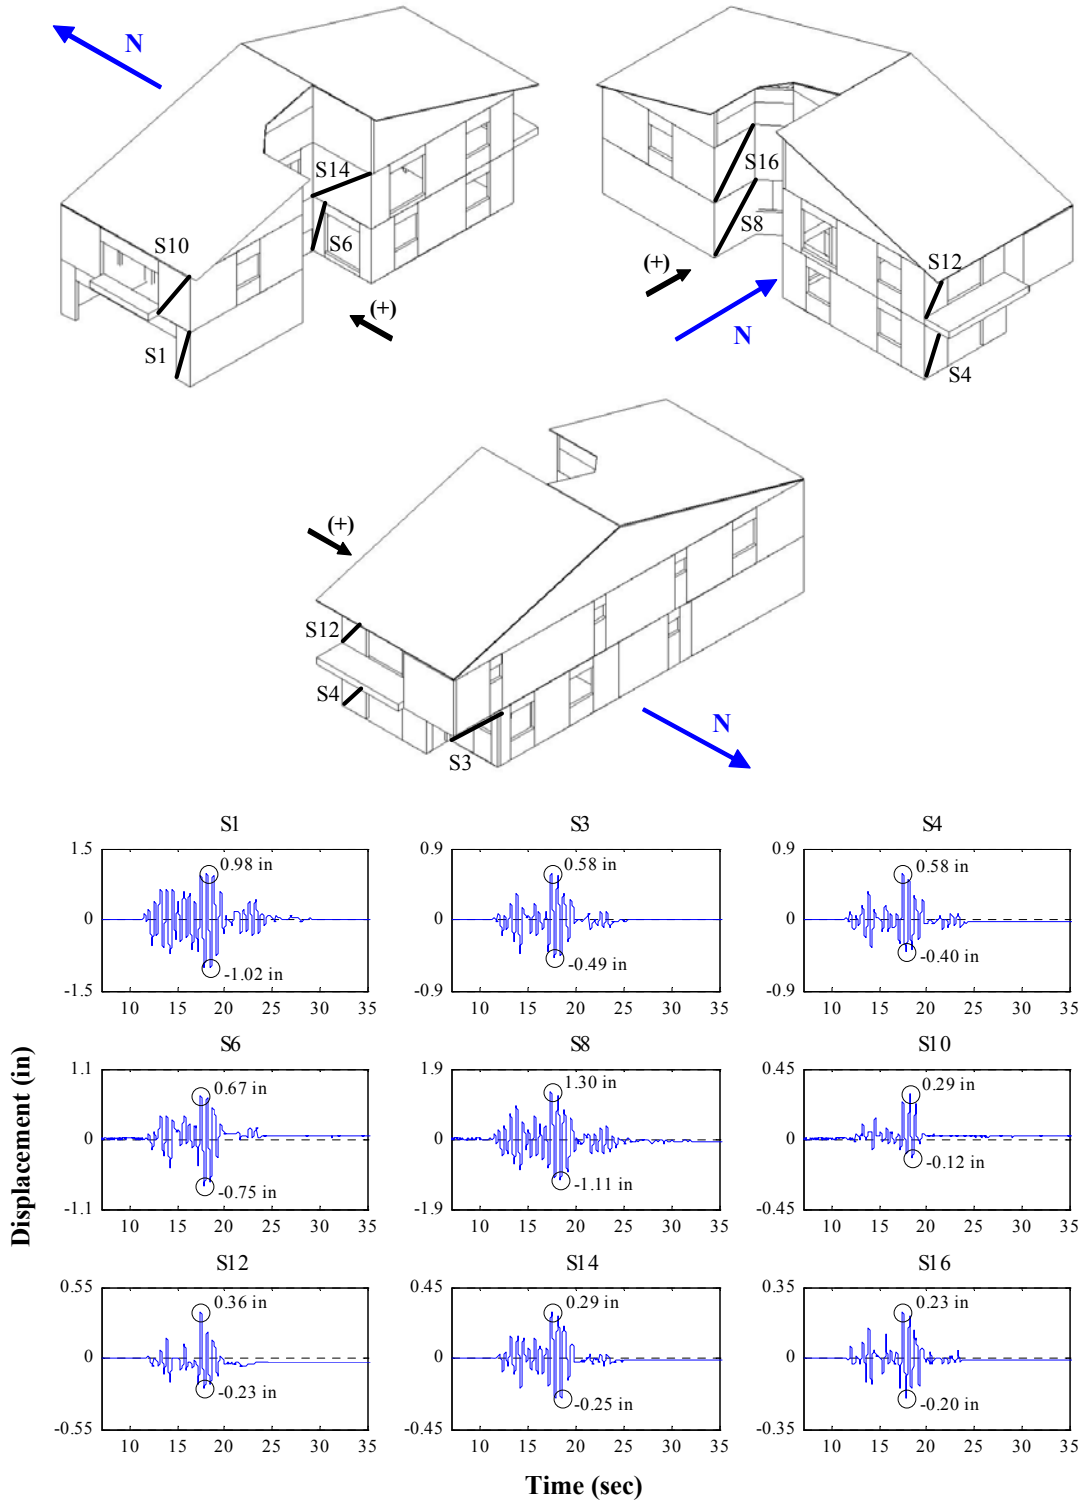 N
S14
S6
S10
S1
(+)
S16
S8
(+)
N
S12
S4
(+)
S12
S4
S3
N
Displacement (in)
S1
1.5
0
-1.5
0.98 in
-1.02 in
10 15 20 25 30 35
S3
0.9
0
-0.9
0.58 in
-0.49 in
10 15 20 25 30 35
S4
0.9
0
-0.9
0.58 in
-0.40 in
10 15 20 25 30 35
S6
1.1
0
-1.1
0.67 in
-0.75 in
10 15 20 25 30 35
S8
1.9
0
-1.9
1.30 in
-1.11 in
10 15 20 25 30 35
S10
0.45
0
-0.45
0.29 in
-0.12 in
10 15 20 25 30 35
S12
0.55
0
-0.55
0.36 in
-0.23 in
10 15 20 25 30 35
S14
0.45
0
-0.45
0.29 in
-0.25 in
10 15 20 25 30 35
S16
0.35
0
-0.35
0.23 in
-0.20 in
10 15 20 25 30 35
Time (sec)